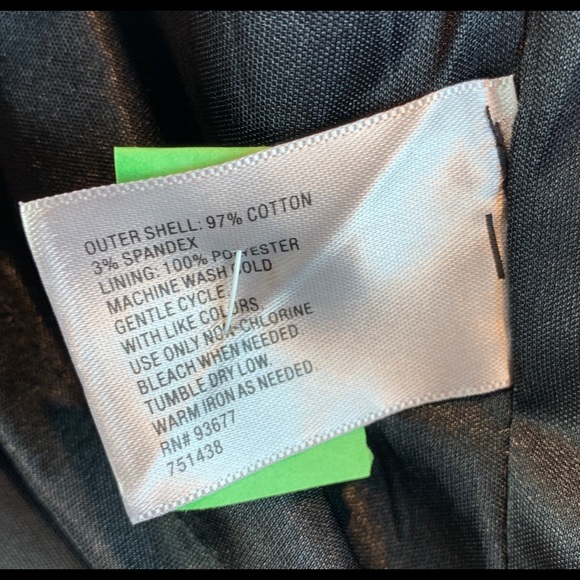 OUTER SHELL: 97% COTTON
3% SPANDEX
LINING: 100% POLYESTER
MACHINE WASH COLD
GENTLE CYCLE,
WITH LIKE COLORS.
USE ONLY NON-CHLORINE
BLEACH WHEN NEEDED
TUMBLE DRY LOW.
WARM IRON AS NEEDED
RN# 93677
751438